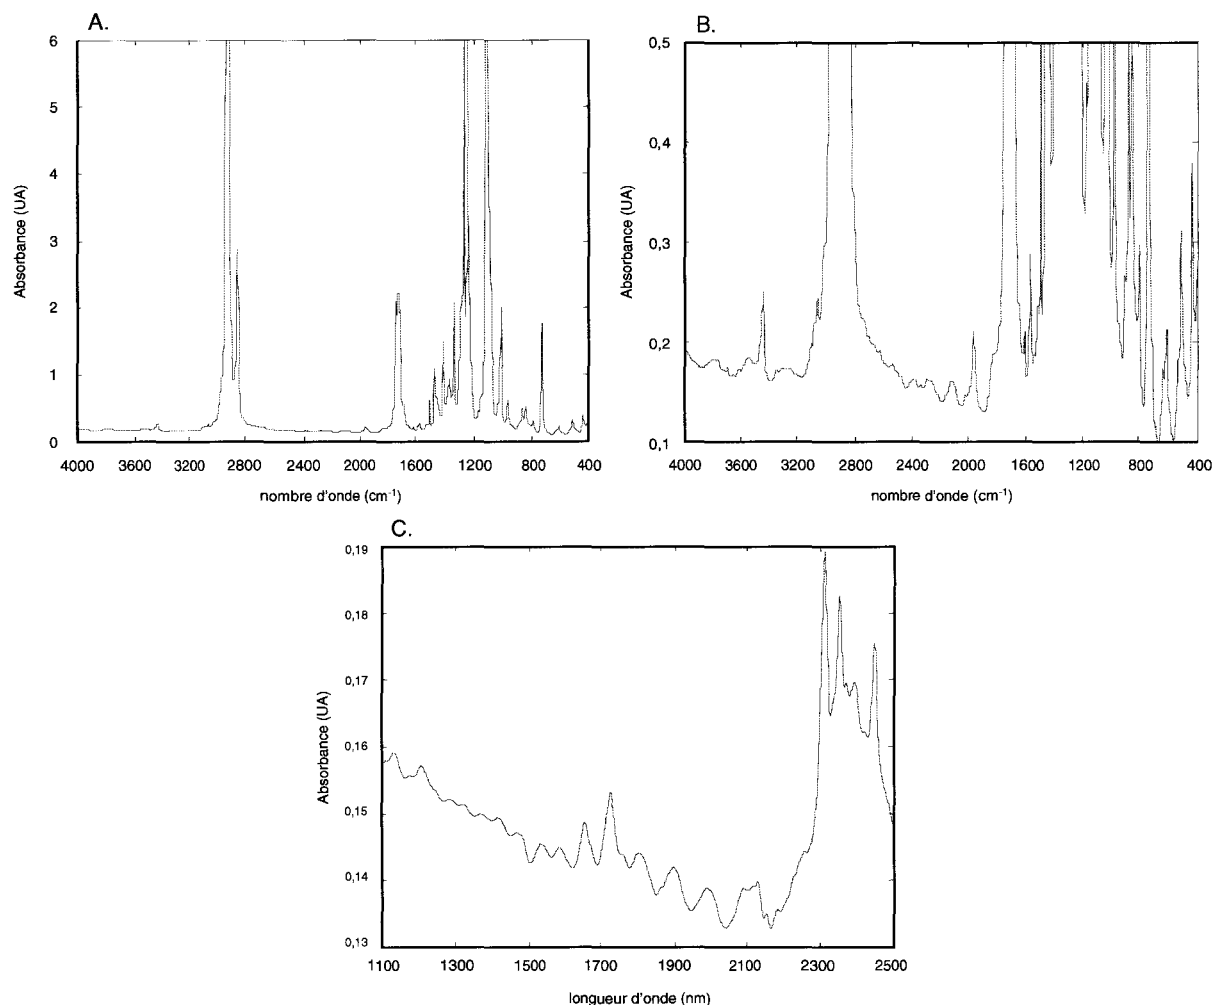 A.
6
5
4
3
2
1
0
Absorbance (UA)
4000 3600 3200 2800 2000 1600 1200 800 400
nombre d'onde (cm⁻¹)
B.
0,5
0,4
0,3
0,2
0,1
Absorbance (UA)
4000 3600 3200 2800 2000 1600 1200 800 400
nombre d'onde (cm⁻¹)
C.
0,19
0,18
0,17
0,16
0,15
0,14
0,13
Absorbance (UA)
1100 1300 1500 1700 1900 2100 2300 2500
longueur d'onde (nm)